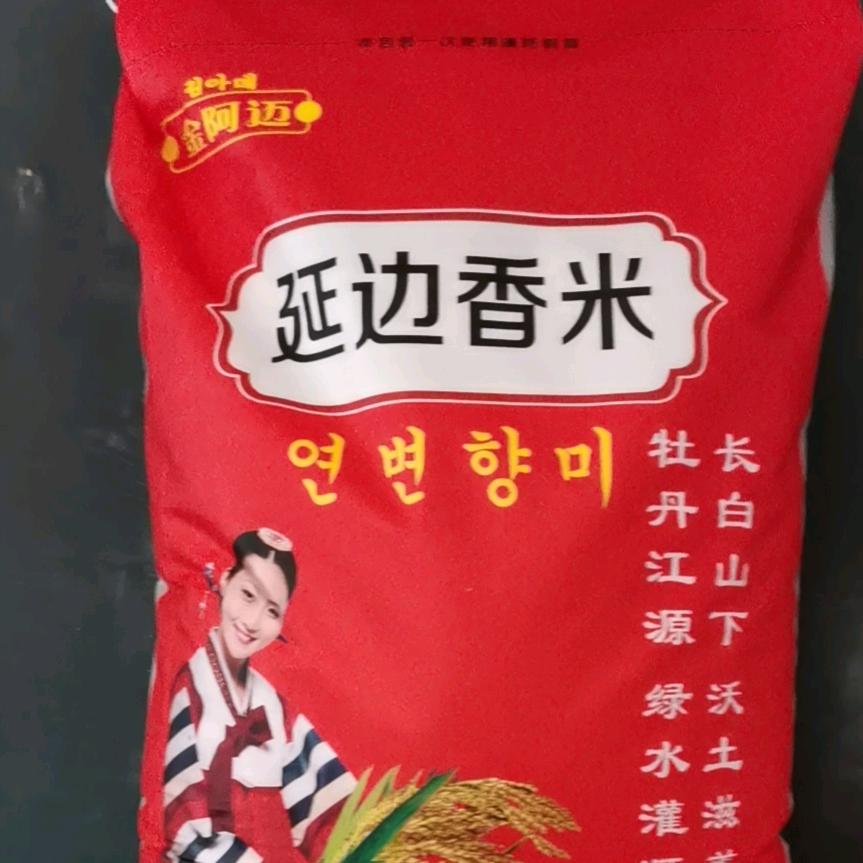 金阿迈
延边香米
연변향미
长白山下 沃土滋
牡丹江源 绿水灌